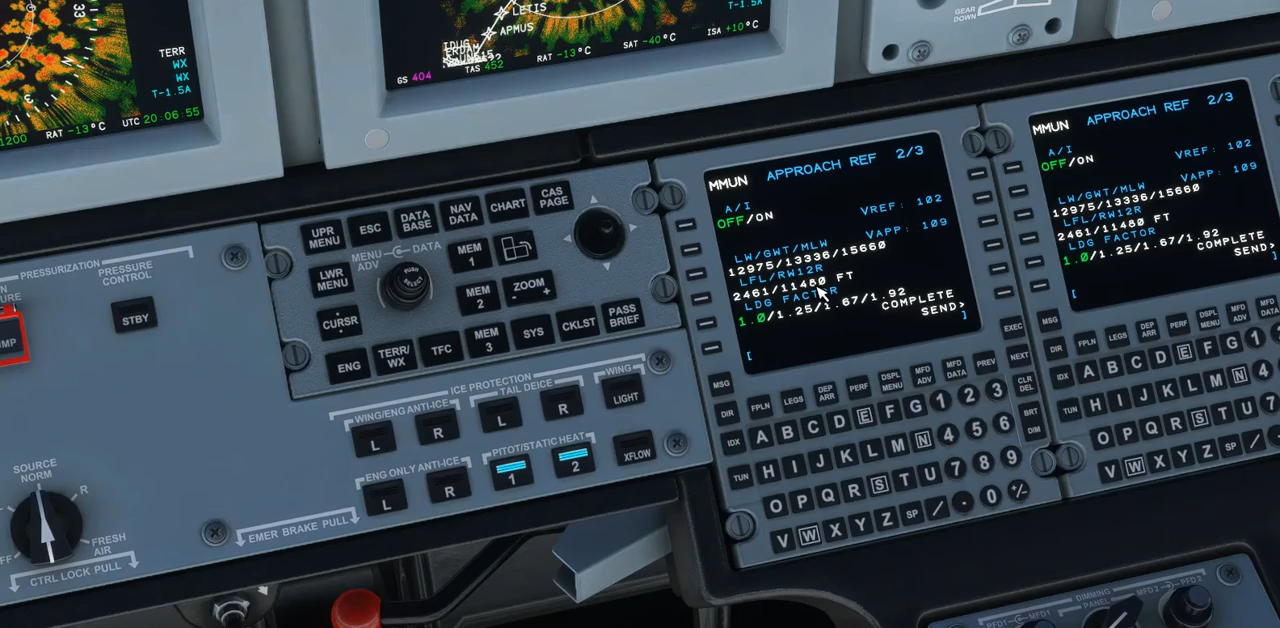 LETIS
APMUS
GS 404
TAS 452
RAT -13°C
SAT -40°C
ISA +10°C
T-1.5A
GEAR
DOWN
TERR
WX
WX
T-1.5A
1200
RAT -13°C
UTC 20:06:55
PRESSURIZATION
PRESSURE
CONTROL
STBY
SOURCE
NORM
R
FRESH
AIR
CTRL LOCK PULL
EMER BRAKE PULL
UPR
MENU
ESC
DATA
BASE
NAV
DATA
CHART
CAS
PAGE
LWR
MENU
MENU
ADV
DATA
PUSH
SELECT
MEM
1
MEM
2
ZOOM
- +
CURSR
ENG
TERR/
WX
TFC
MEM
3
SYS
CKLST
PASS
BRIEF
ICE PROTECTION
WING/ENG ANTI-ICE
TAIL DEICE
WING
L
R
L
R
LIGHT
ENG ONLY ANTI-ICE
PITOT/STATIC HEAT
L
R
1
2
XFLOW
MMUN APPROACH REF 2/3
A/I
OFF/ON
VREF: 102
VAPP: 109
LW/GWT/MLW
12975/13336/15660
LFL/RW12R
2461/11480 FT
LDG FACTOR
1.0/1.25/1.67/1.92
COMPLETE
SEND>
[ ]
MSG
DIR FPLN LEGS DEP ARR PERF DSPL MENU MFD ADV MFD DATA PREV NEXT
EXEC
IDX A B C D E F G 1 2 3
CLR
DEL
TUN H I J K L M N 4 5 6
BRT
DIM
O P Q R S T U 7 8 9
V W X Y Z SP / . 0 +/-
MMUN APPROACH REF 2/3
A/I
OFF/ON
VREF: 102
VAPP: 109
LW/GWT/MLW
12975/13336/15660
LFL/RW12R
2461/11480 FT
LDG FACTOR
1.0/1.25/1.67/1.92
COMPLETE
SEND>
[ ]
MSG
DIR FPLN LEGS DEP ARR PERF DSPL MENU MFD ADV MFD DATA
IDX A B C D E F G 1
TUN H I J K L M N 4
O P Q R S T U 7
V W X Y Z SP /
DIMMING
PANEL
PFD1
MFD1
MFD2
PFD2